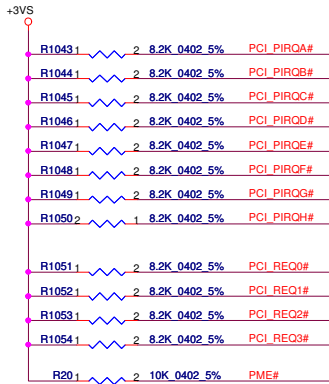 +3VS
R1043 1 2 8.2K_0402_5% PCI_PIRQA#
R1044 1 2 8.2K_0402_5% PCI_PIRQB#
R1045 1 2 8.2K_0402_5% PCI_PIRQC#
R1046 1 2 8.2K_0402_5% PCI_PIRQD#
R1047 1 2 8.2K_0402_5% PCI_PIRQE#
R1048 1 2 8.2K_0402_5% PCI_PIRQF#
R1049 1 2 8.2K_0402_5% PCI_PIRQG#
R1050 2 1 8.2K_0402_5% PCI_PIRQH#
R1051 1 2 8.2K_0402_5% PCI_REQ0#
R1052 1 2 8.2K_0402_5% PCI_REQ1#
R1053 1 2 8.2K_0402_5% PCI_REQ2#
R1054 1 2 8.2K_0402_5% PCI_REQ3#
R20 1 2 10K_0402_5% PME#